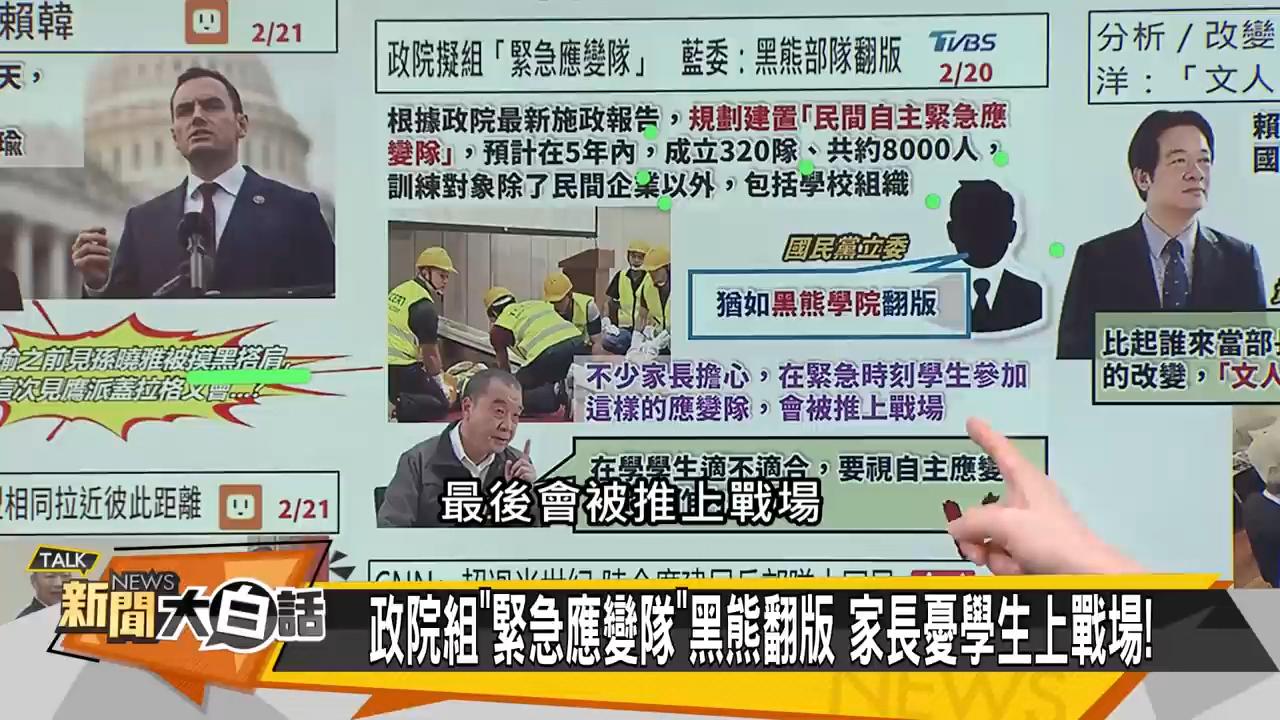 賴韓
2/21
天，
瑜
瑜之前見孫曉雅被摸黑搭肩
這次見鷹派蓋拉格又會...?
相同拉近彼此距離
2/21
政院擬組「緊急應變隊」 藍委：黑熊部隊翻版
TVBS
2/20
根據政院最新施政報告，規劃建置「民間自主緊急應
變隊」，預計在5年內，成立320隊、共約8000人，
訓練對象除了民間企業以外，包括學校組織
國民黨立委
猶如黑熊學院翻版
不少家長擔心，在緊急時刻學生參加
這樣的應變隊，會被推上戰場
在學學生適不適合，要視自主應變
分析／改變
洋：「文人
賴
國
比起誰來當部長
的改變，「文人
最後會被推上戰場
TALK
NEWS
新聞大白話
政院組"緊急應變隊"黑熊翻版 家長憂學生上戰場!
NEWS